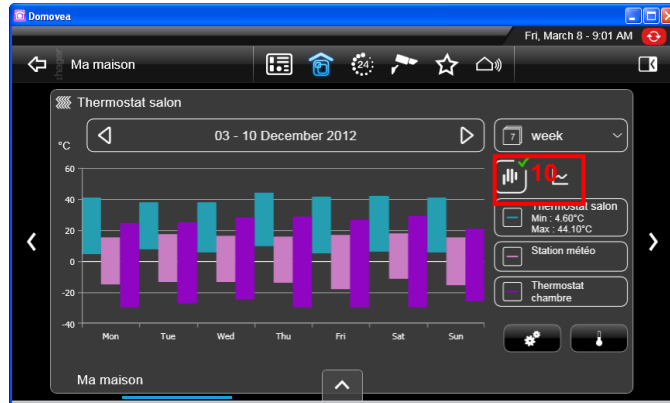 Domovea
Fri, March 8 - 9:01 AM
:hager
Ma maison
24
Thermostat salon
°C
03 - 10 December 2012
7 week
10
60
40
20
0
-20
-40
Mon Tue Wed Thu Fri Sat Sun
Thermostat salon
Min : 4.60°C
Max : 44.10°C
Station météo
Thermostat
chambre
Ma maison